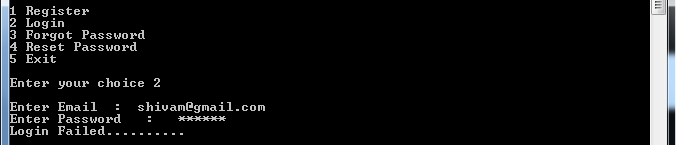 1 Register
2 Login
3 Forgot Password
4 Reset Password
5 Exit
Enter your choice 2
Enter Email  :  shivam@gmail.com
Enter Password   :   ******
Login Failed..........